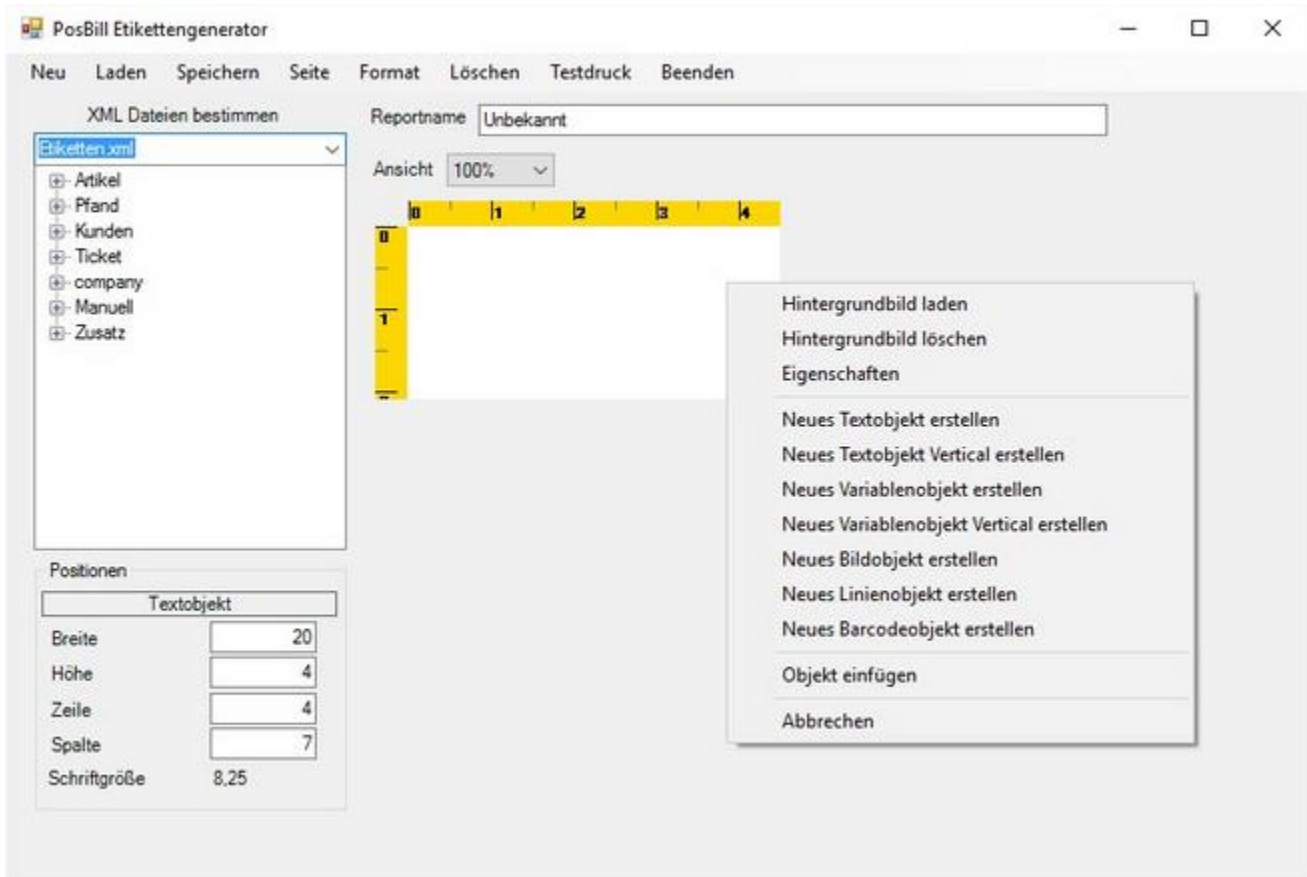 PosBill Etikettengenerator
Neu Laden Speichern Seite Format Löschen Testdruck Beenden
XML Dateien bestimmen
Etiketten.xml
Artikel
Pfand
Kunden
Ticket
company
Manuell
Zusatz
Reportname Unbekannt
Ansicht 100%
0 1 2 3 4
0
1
Hintergrundbild laden
Hintergrundbild löschen
Eigenschaften
Neues Textobjekt erstellen
Neues Textobjekt Vertical erstellen
Neues Variablenobjekt erstellen
Neues Variablenobjekt Vertical erstellen
Neues Bildobjekt erstellen
Neues Linienobjekt erstellen
Neues Barcodeobjekt erstellen
Objekt einfügen
Abbrechen
Positionen
Textobjekt
Breite 20
Höhe 4
Zeile 4
Spalte 7
Schriftgröße 8,25